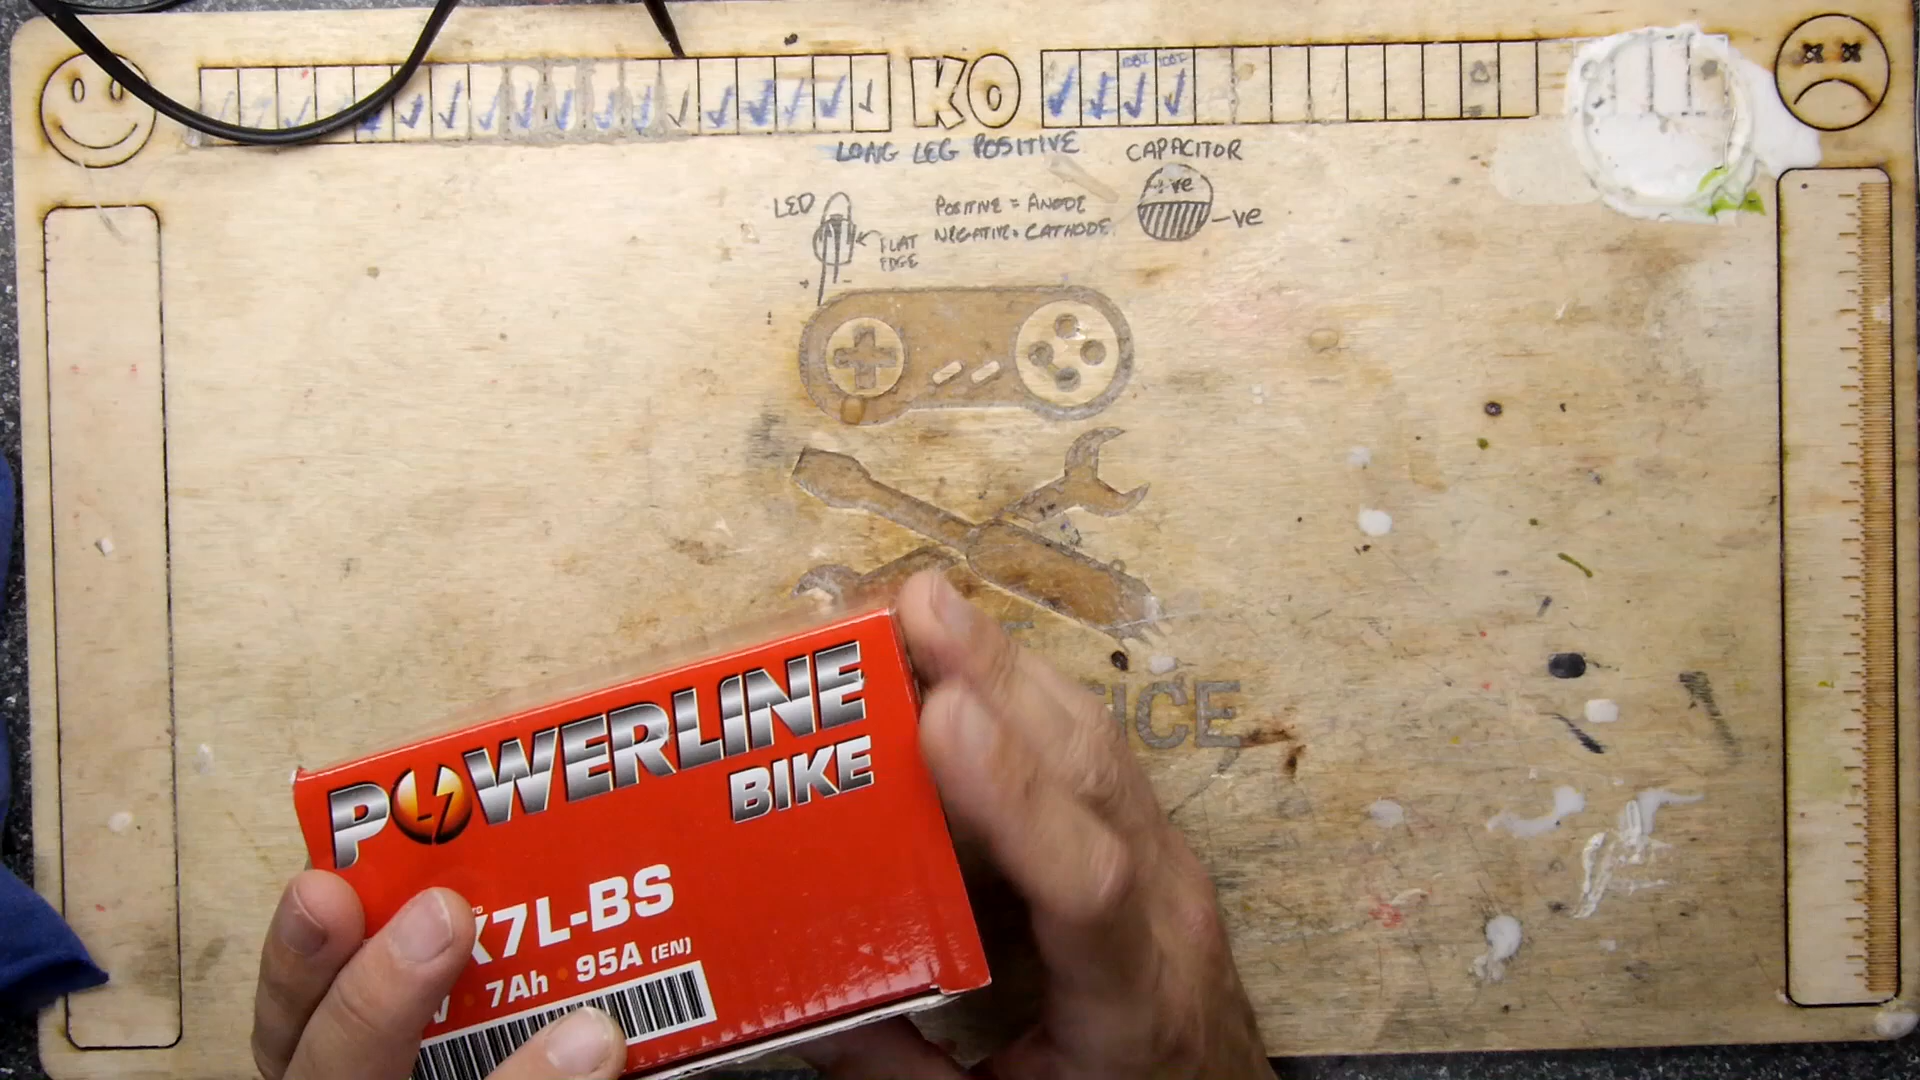 KO
LONG LEG POSITIVE
CAPACITOR
LED
POSITIVE = ANODE
NEGATIVE = CATHODE
+ve
-ve
FLAT
EDGE
+ -
POWERLINE
BIKE
X7L-BS
7Ah • 95A (EN)